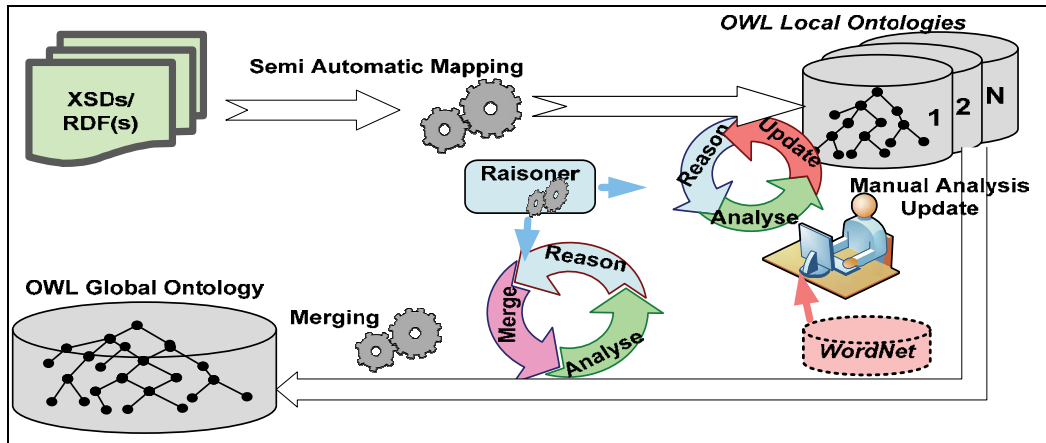 OWL Local Ontologies
XSDs/
RDF(s)
Semi Automatic Mapping
1
2
N
Raisoner
Reason
Update
Analyse
Manual Analysis
Update
OWL Global Ontology
Merging
Reason
Merge
Analyse
WordNet